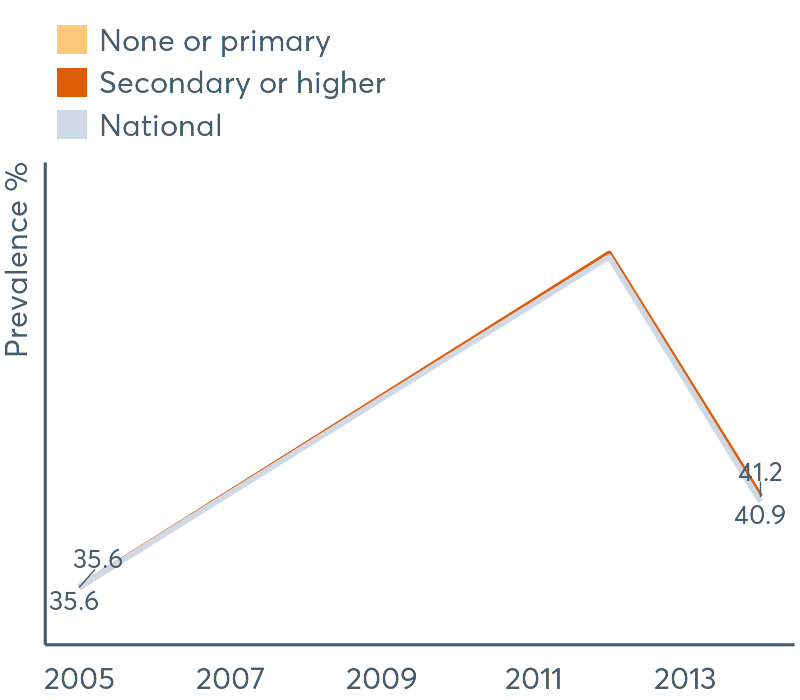 None or primary
Secondary or higher
National
Prevalence %
41.2
40.9
35.6
35.6
2005 2007 2009 2011 2013